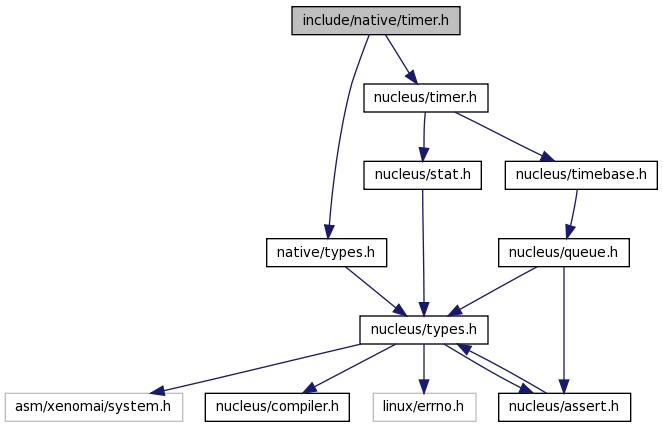 include/native/timer.h
nucleus/timer.h
nucleus/stat.h
nucleus/timebase.h
native/types.h
nucleus/queue.h
nucleus/types.h
asm/xenomai/system.h
nucleus/compiler.h
linux/errno.h
nucleus/assert.h